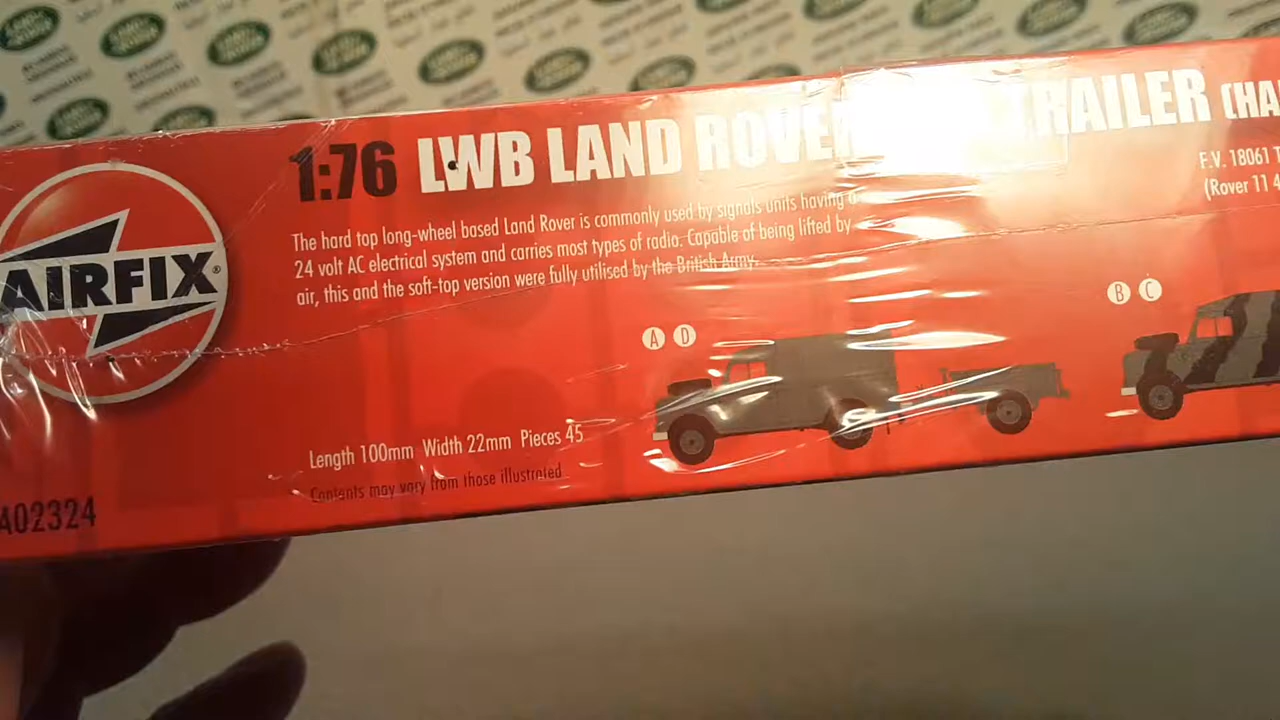 1:76 LWB LAND ROVER TRAILER (HA
F.V. 18061 T
(Rover 11 4
AIRFIX®
The hard top long-wheel based Land Rover is commonly used by signals units having a
24 volt AC electrical system and carries most types of radio. Capable of being lifted by
air, this and the soft-top version were fully utilised by the British Army.
A D
B C
Length 100mm Width 22mm Pieces 45
Contents may vary from those illustrated
A02324